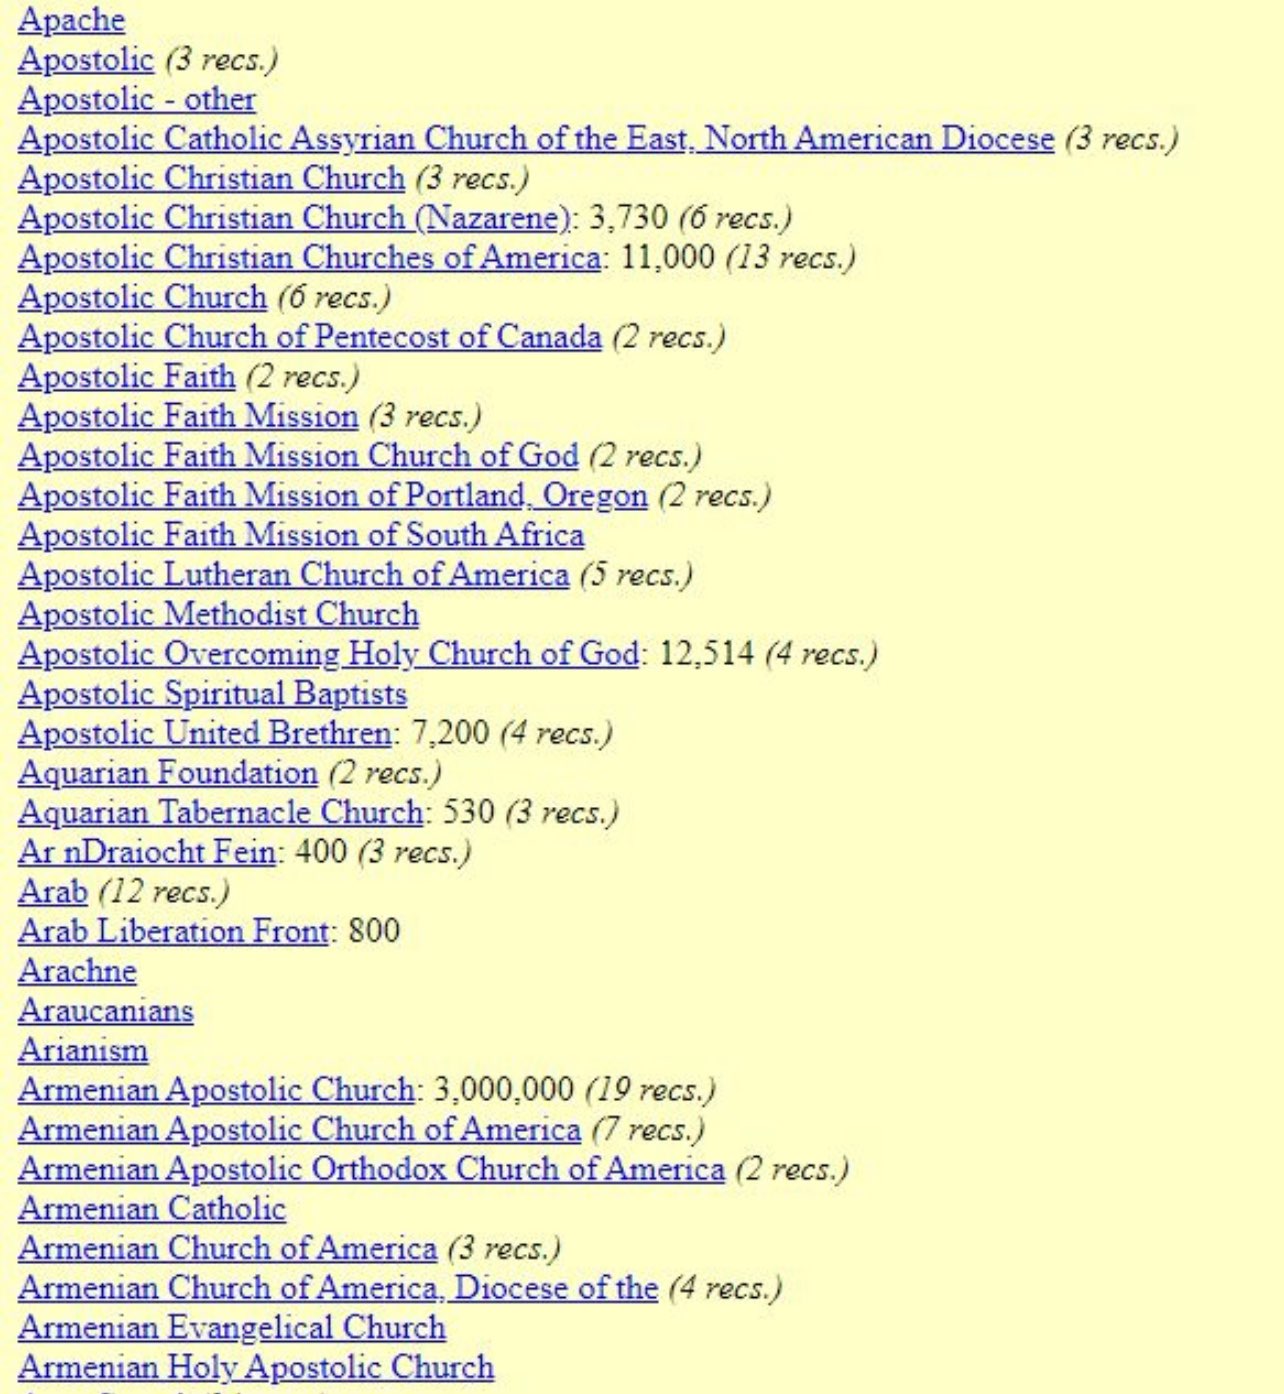 Apache
Apostolic (3 recs.)
Apostolic - other
Apostolic Catholic Assyrian Church of the East, North American Diocese (3 recs.)
Apostolic Christian Church (3 recs.)
Apostolic Christian Church (Nazarene): 3,730 (6 recs.)
Apostolic Christian Churches of America: 11,000 (13 recs.)
Apostolic Church (6 recs.)
Apostolic Church of Pentecost of Canada (2 recs.)
Apostolic Faith (2 recs.)
Apostolic Faith Mission (3 recs.)
Apostolic Faith Mission Church of God (2 recs.)
Apostolic Faith Mission of Portland, Oregon (2 recs.)
Apostolic Faith Mission of South Africa
Apostolic Lutheran Church of America (5 recs.)
Apostolic Methodist Church
Apostolic Overcoming Holy Church of God: 12,514 (4 recs.)
Apostolic Spiritual Baptists
Apostolic United Brethren: 7,200 (4 recs.)
Aquarian Foundation (2 recs.)
Aquarian Tabernacle Church: 530 (3 recs.)
Ar nDraiocht Fein: 400 (3 recs.)
Arab (12 recs.)
Arab Liberation Front: 800
Arachne
Araucanians
Arianism
Armenian Apostolic Church: 3,000,000 (19 recs.)
Armenian Apostolic Church of America (7 recs.)
Armenian Apostolic Orthodox Church of America (2 recs.)
Armenian Catholic
Armenian Church of America (3 recs.)
Armenian Church of America, Diocese of the (4 recs.)
Armenian Evangelical Church
Armenian Holy Apostolic Church